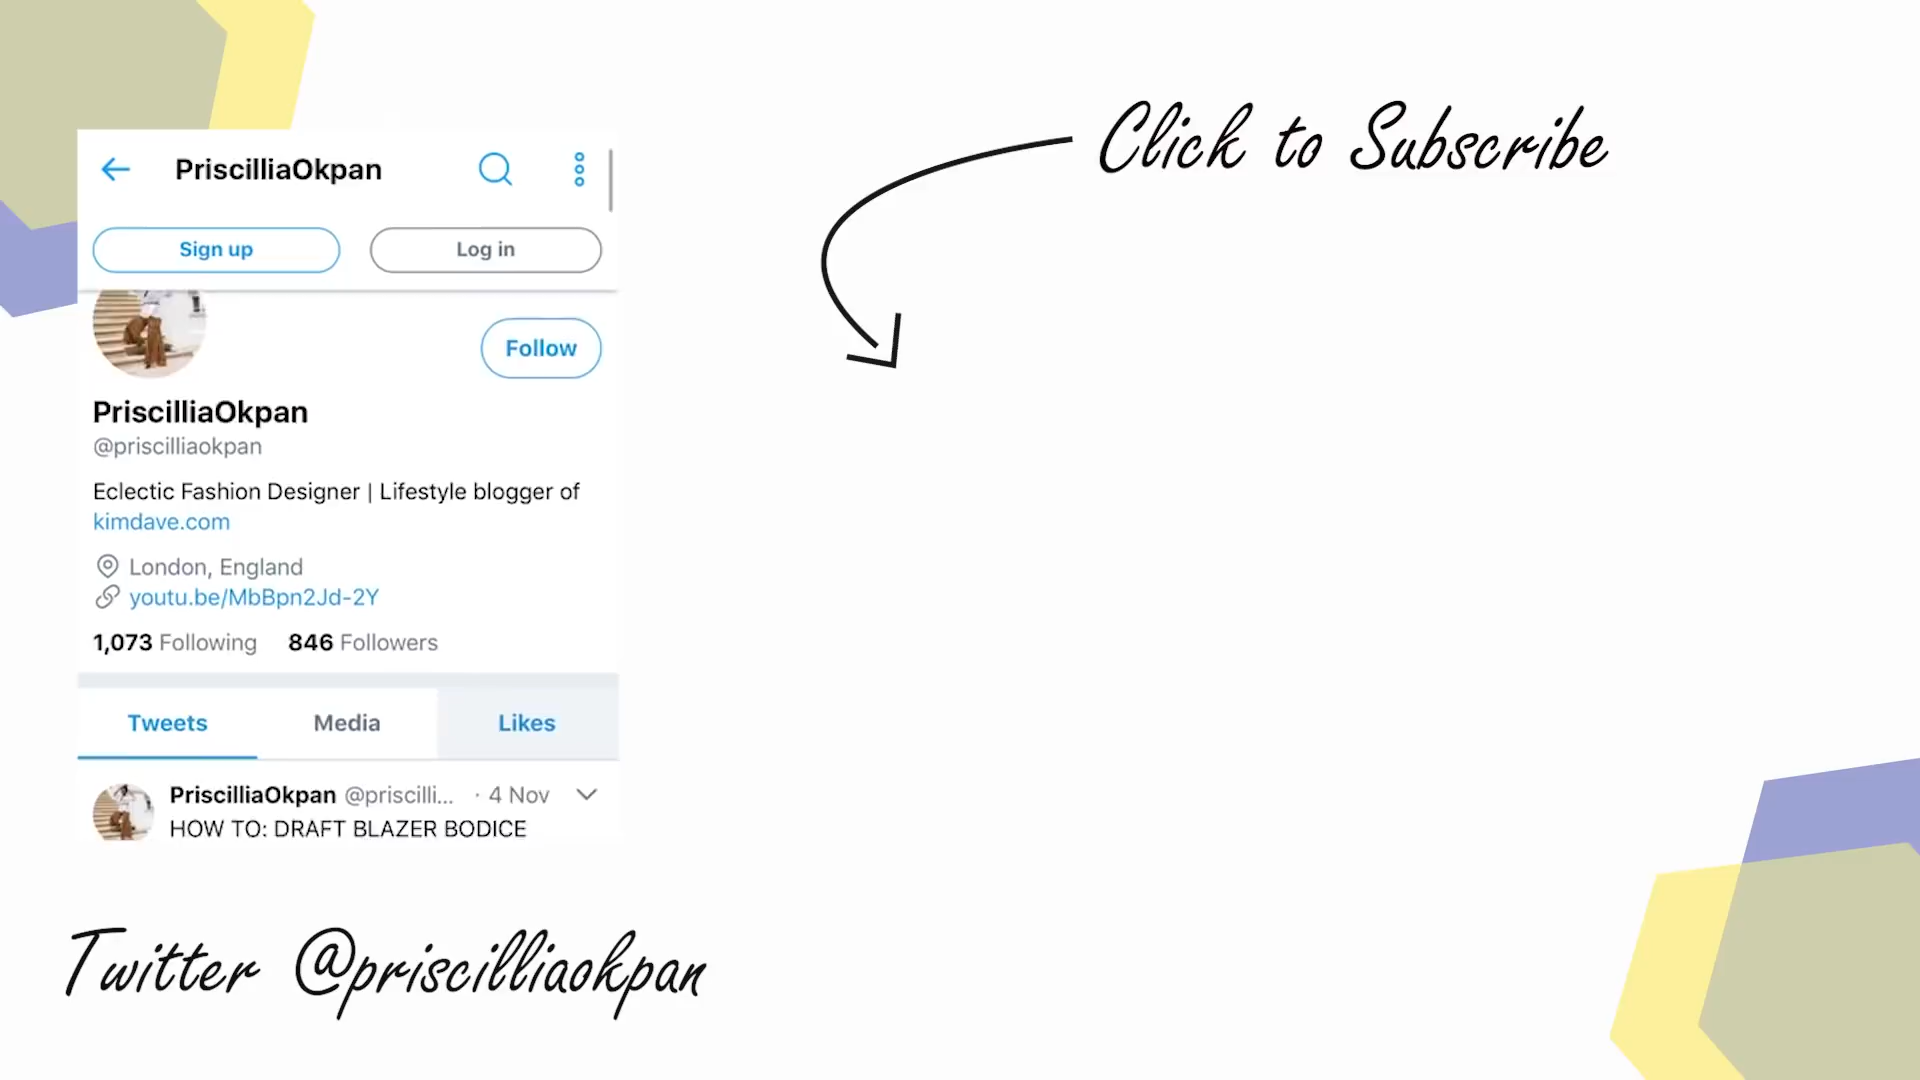 Click to Subscribe
PriscilliaOkpan
Sign up
Log in
Follow
PriscilliaOkpan
@priscilliaokpan
Eclectic Fashion Designer | Lifestyle blogger of
kimdave.com
London, England
youtu.be/MbBpn2Jd-2Y
1,073 Following 846 Followers
Tweets Media Likes
PriscilliaOkpan @priscilli... · 4 Nov
HOW TO: DRAFT BLAZER BODICE
Twitter @priscilliaokpan